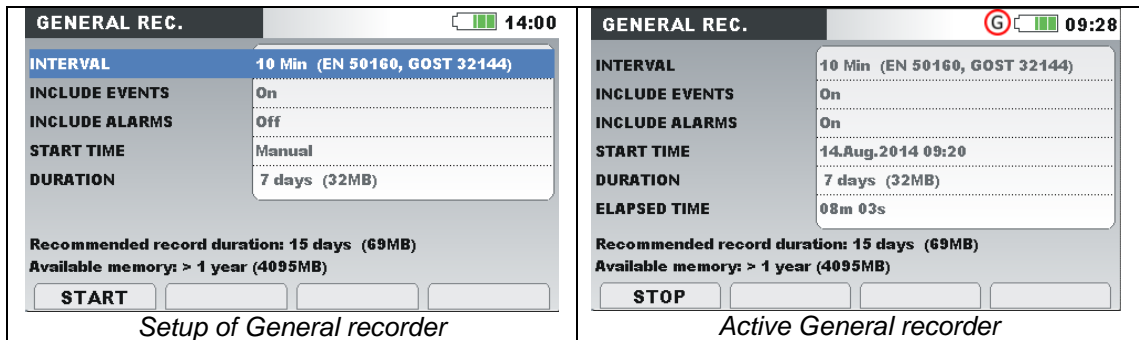 GENERAL REC. 14:00
INTERVAL 10 Min (EN 50160, GOST 32144)
INCLUDE EVENTS On
INCLUDE ALARMS Off
START TIME Manual
DURATION 7 days (32MB)
Recommended record duration: 15 days (69MB)
Available memory: > 1 year (4095MB)
START
Setup of General recorder
GENERAL REC. G 09:28
INTERVAL 10 Min (EN 50160, GOST 32144)
INCLUDE EVENTS On
INCLUDE ALARMS On
START TIME 14.Aug.2014 09:20
DURATION 7 days (32MB)
ELAPSED TIME 08m 03s
Recommended record duration: 15 days (69MB)
Available memory: > 1 year (4095MB)
STOP
Active General recorder